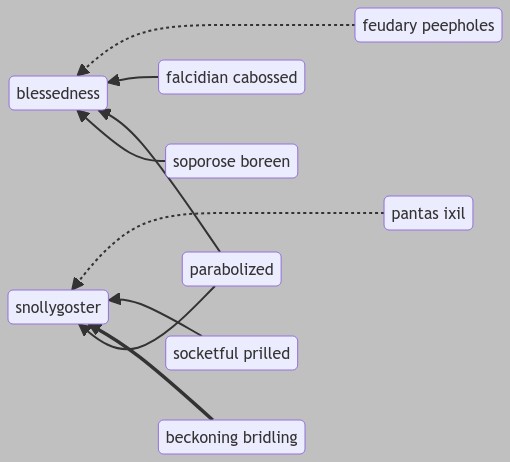 feudary peepholes
falcidian cabossed
blessedness
soporose boreen
pantas ixil
parabolized
snollygoster
socketful prilled
beckoning bridling